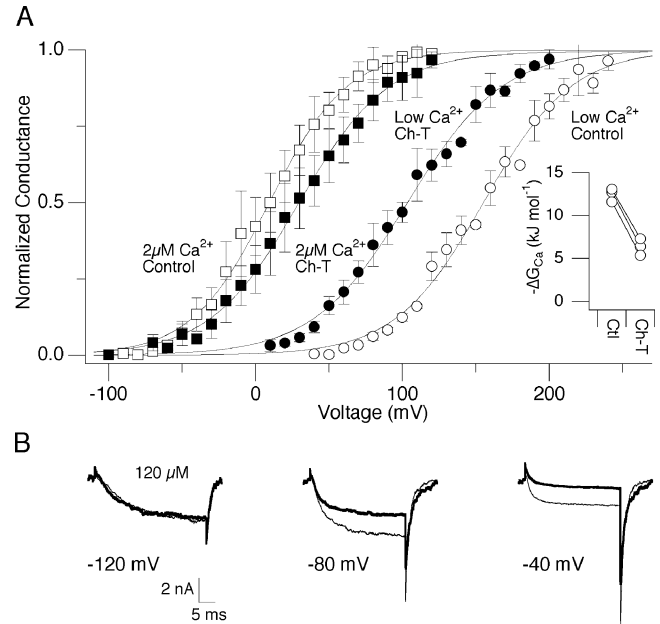 A
Normalized Conductance
1.0
0.5
0.0
2µM Ca2+
Control
2µM Ca2+
Ch-T
Low Ca2+
Ch-T
Low Ca2+
Control
-ΔGCa (kJ mol-1)
15
10
5
0
Ctl
Ch-T
-100
0
100
200
Voltage (mV)
B
120 µM
-120 mV
-80 mV
-40 mV
2 nA
5 ms